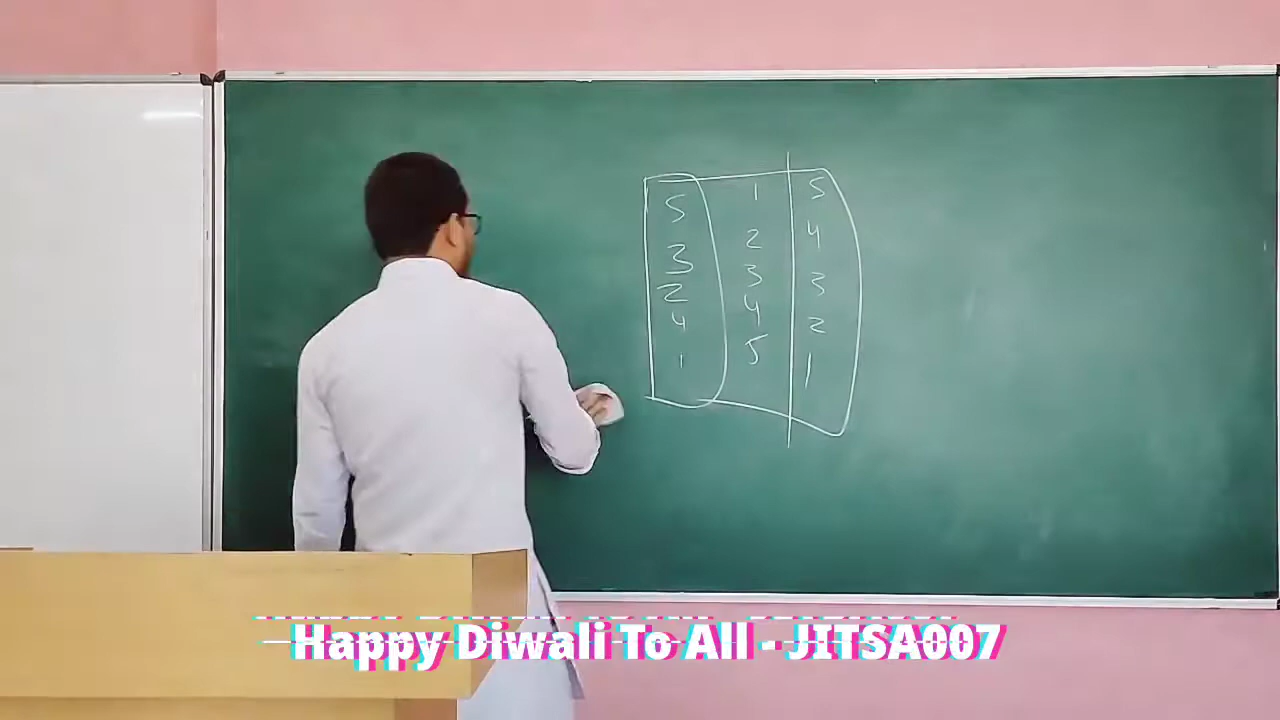 5 1 5
3 2 4
2 3 3
4 4 2
1 5 1
Happy Diwali To All - JITSA007